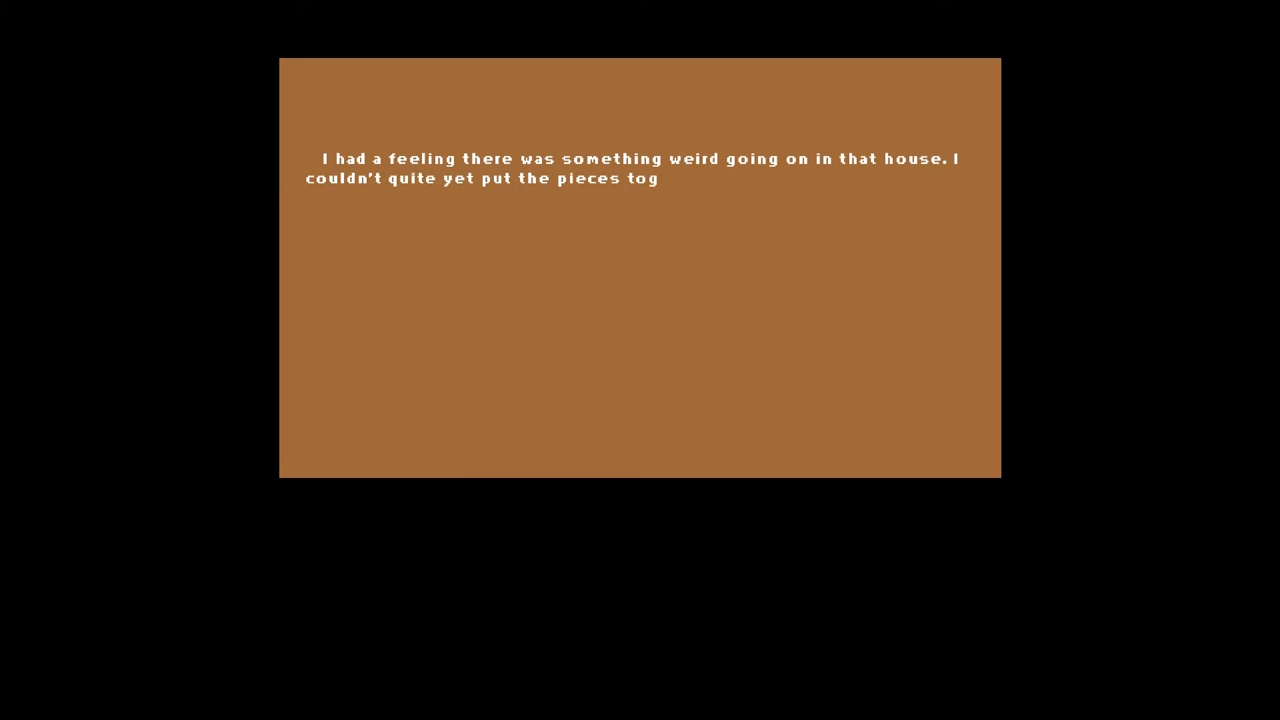 I had a feeling there was something weird going on in that house. I
couldn't quite yet put the pieces tog